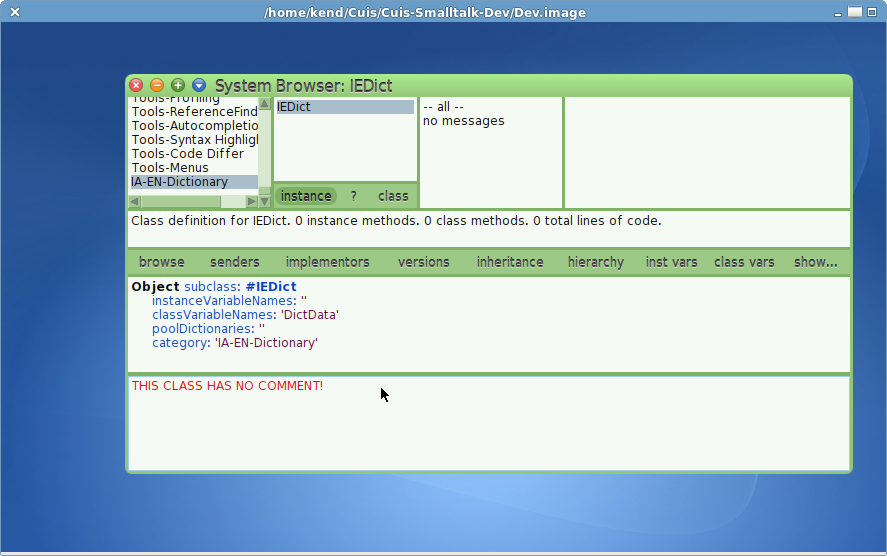 /home/kend/Cuis/Cuis-Smalltalk-Dev/Dev.image
System Browser: IEDict
Tools-Profiling
Tools-ReferenceFind
Tools-Autocompletio
Tools-Syntax Highligh
Tools-Code Differ
Tools-Menus
IA-EN-Dictionary
IEDict
instance ? class
-- all --
no messages
Class definition for IEDict. 0 instance methods. 0 class methods. 0 total lines of code.
browse senders implementors versions inheritance hierarchy inst vars class vars show...
Object subclass: #IEDict
instanceVariableNames: ''
classVariableNames: 'DictData'
poolDictionaries: ''
category: 'IA-EN-Dictionary'
THIS CLASS HAS NO COMMENT!